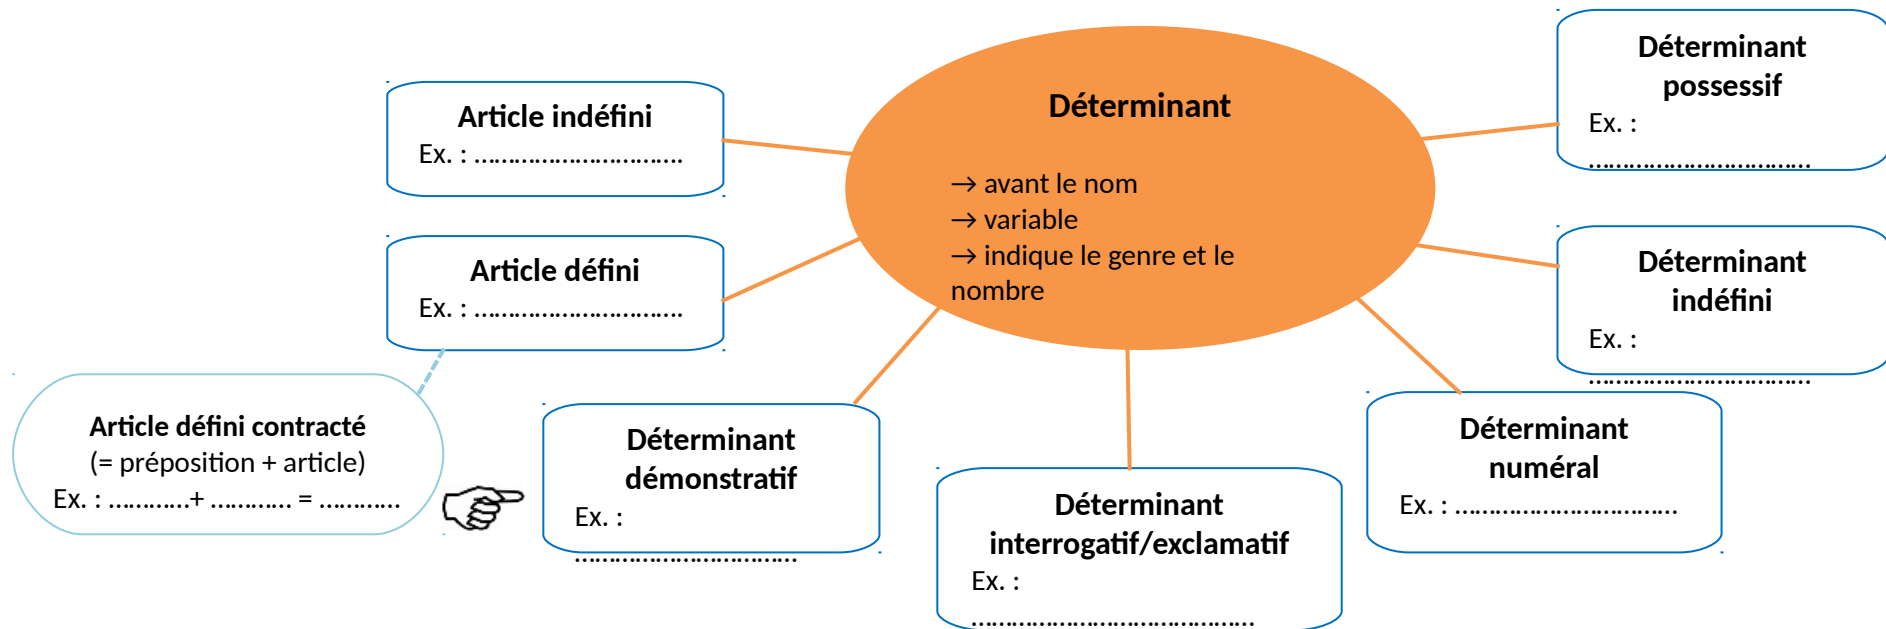 Déterminant
→ avant le nom
→ variable
→ indique le genre et le
nombre
Article indéfini
Ex. : …………………………..
Article défini
Ex. : …………………………..
Article défini contracté
(= préposition + article)
Ex. : ………..+ ………… = …………
Déterminant
démonstratif
Ex. :
……………………………
Déterminant
interrogatif/exclamatif
Ex. :
……………………………………
Déterminant
numéral
Ex. : ……………………………
Déterminant
indéfini
Ex. :
……………………………
Déterminant
possessif
Ex. :
……………………………